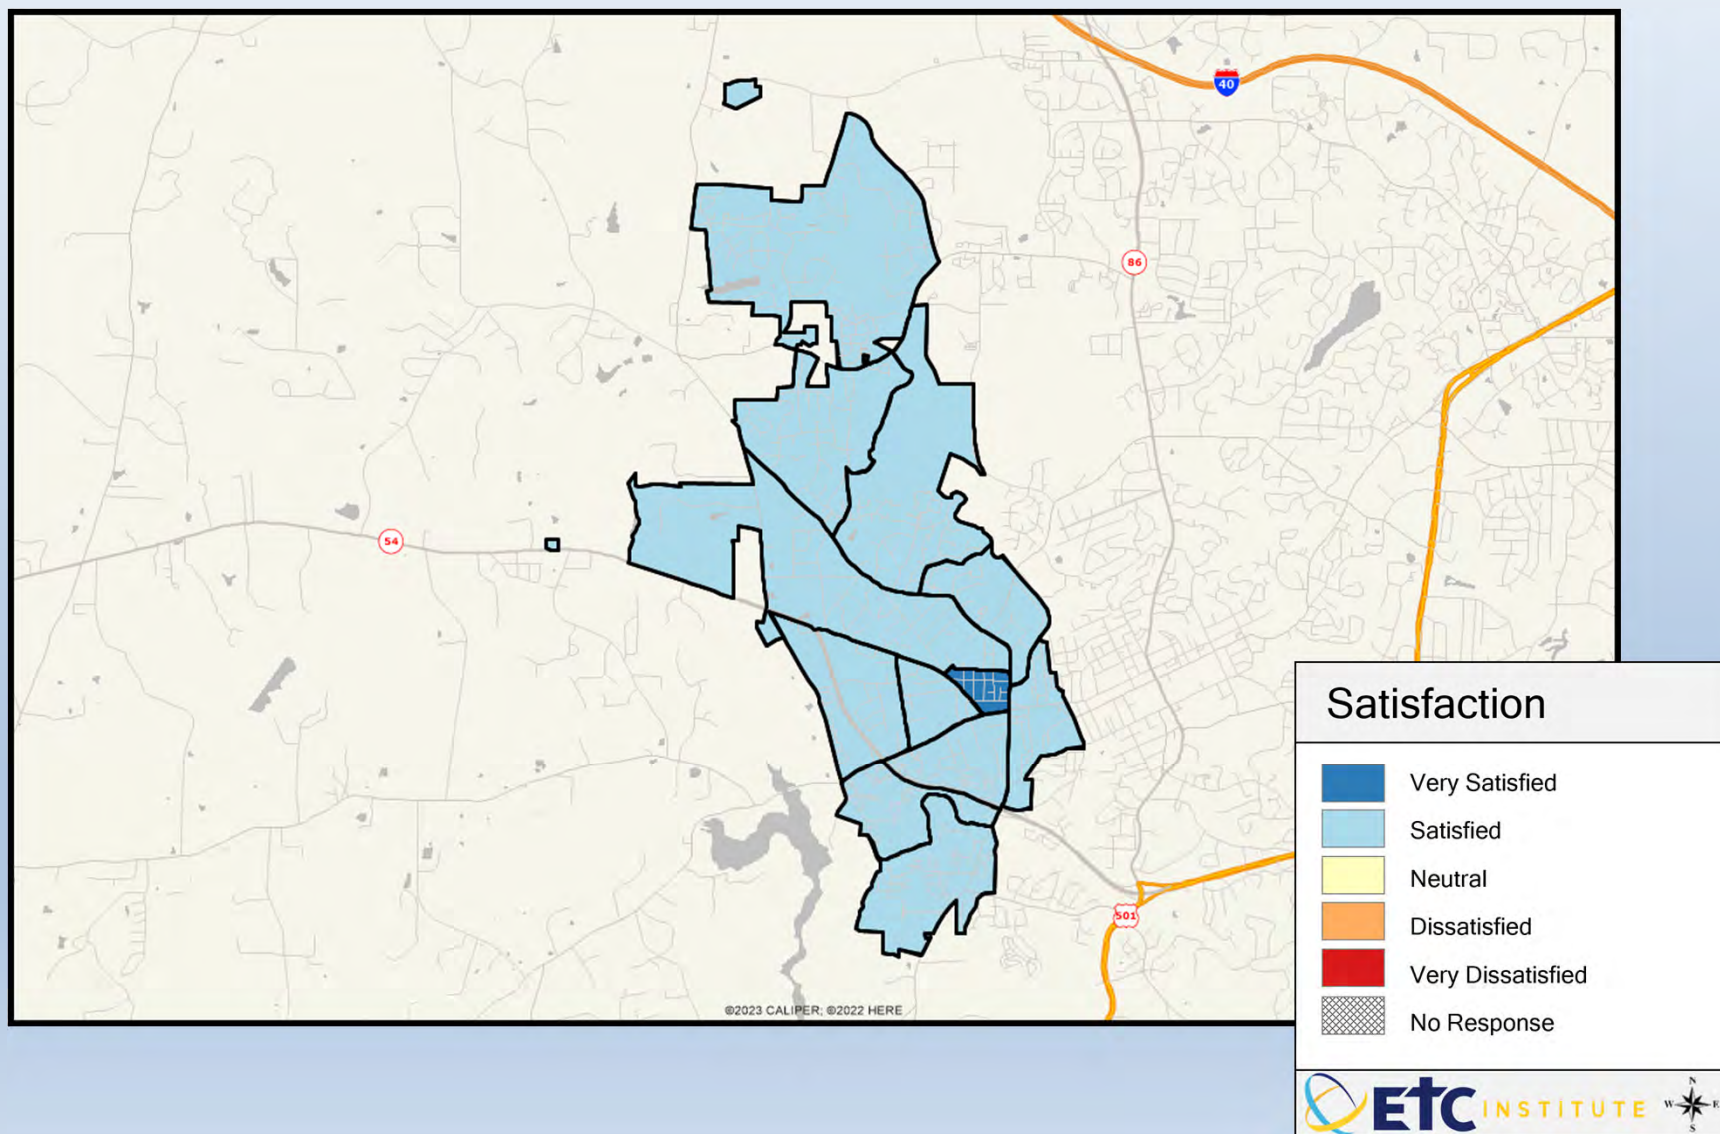 40
86
54
501
©2023 CALIPER; ©2022 HERE
Satisfaction
Very Satisfied
Satisfied
Neutral
Dissatisfied
Very Dissatisfied
No Response
ETC INSTITUTE
N
W E
S